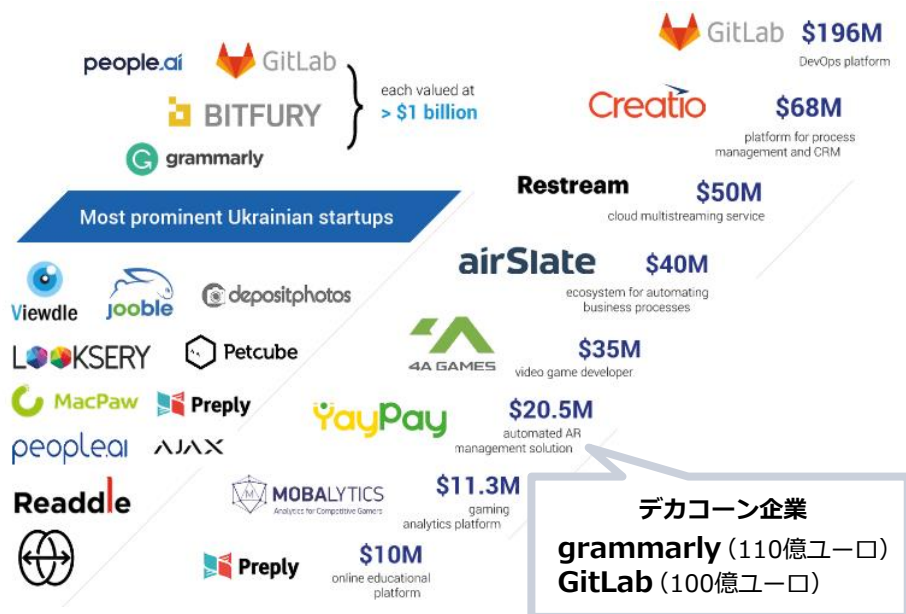 people.ai
GitLab
BITFURY
grammarly
each valued at
> $1 billion
Most prominent Ukrainian startups
Viewdle
jooble
depositphotos
LOOKSERY
Petcube
MacPaw
Preply
people.ai
AJAX
Readdle
GitLab $196M
DevOps platform
Creatio $68M
platform for process
management and CRM
Restream $50M
cloud multistreaming service
airSlate $40M
ecosystem for automating
business processes
4A GAMES $35M
video game developer
YayPay $20.5M
automated AR
management solution
M
MOBALYTICS $11.3M
Analytics for Competitive Gamers
gaming
analytics platform
Preply $10M
online educational
platform
デカコーン企業
grammarly（110億ユーロ）
GitLab（100億ユーロ）